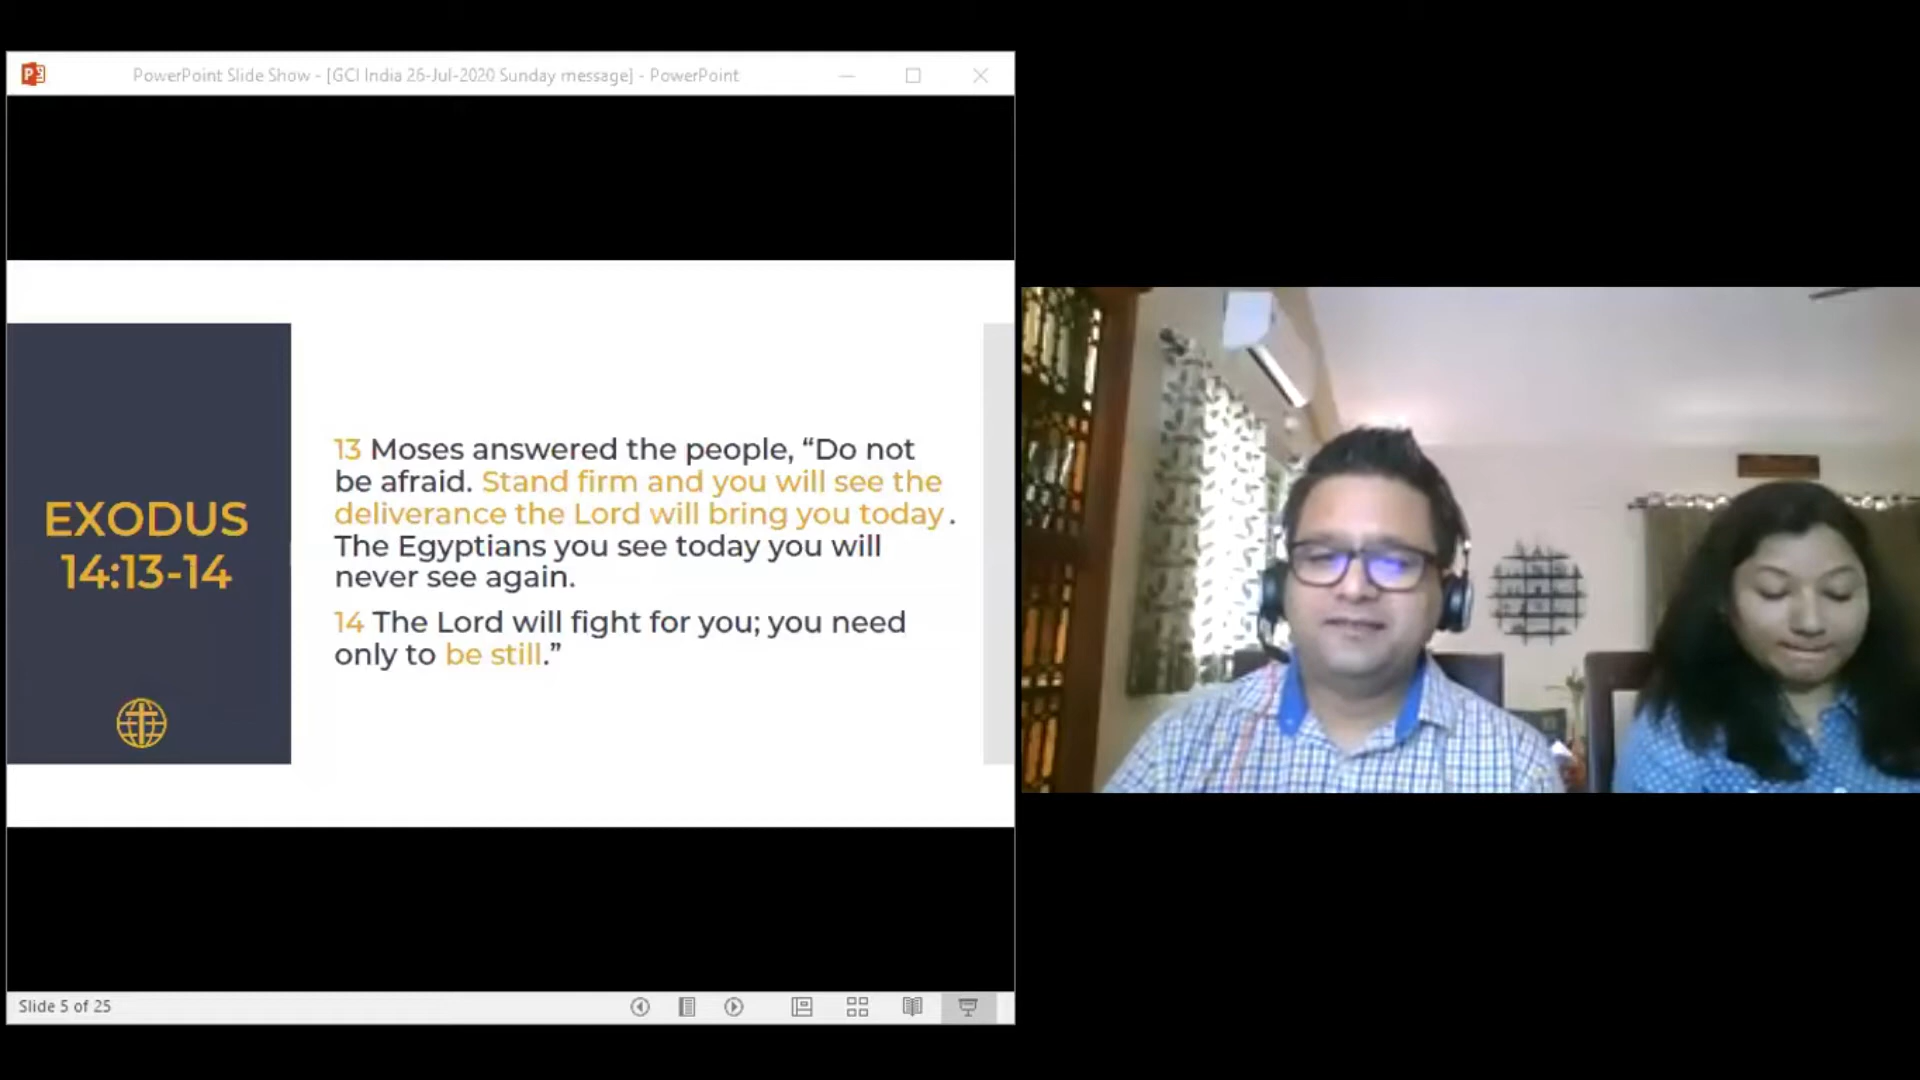 PowerPoint Slide Show - [GCI India 26-Jul-2020 Sunday message] - PowerPoint
EXODUS
14:13-14
13 Moses answered the people, “Do not
be afraid. Stand firm and you will see the
deliverance the Lord will bring you today .
The Egyptians you see today you will
never see again.
14 The Lord will fight for you; you need
only to be still.”
Slide 5 of 25